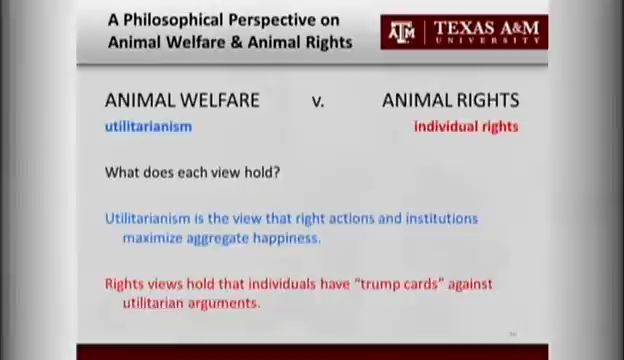 A Philosophical Perspective on
Animal Welfare & Animal Rights
ATM
TEXAS A&M
UNIVERSITY
ANIMAL WELFARE v. ANIMAL RIGHTS
utilitarianism individual rights
What does each view hold?
Utilitarianism is the view that right actions and institutions
maximize aggregate happiness.
Rights views hold that individuals have “trump cards” against
utilitarian arguments.